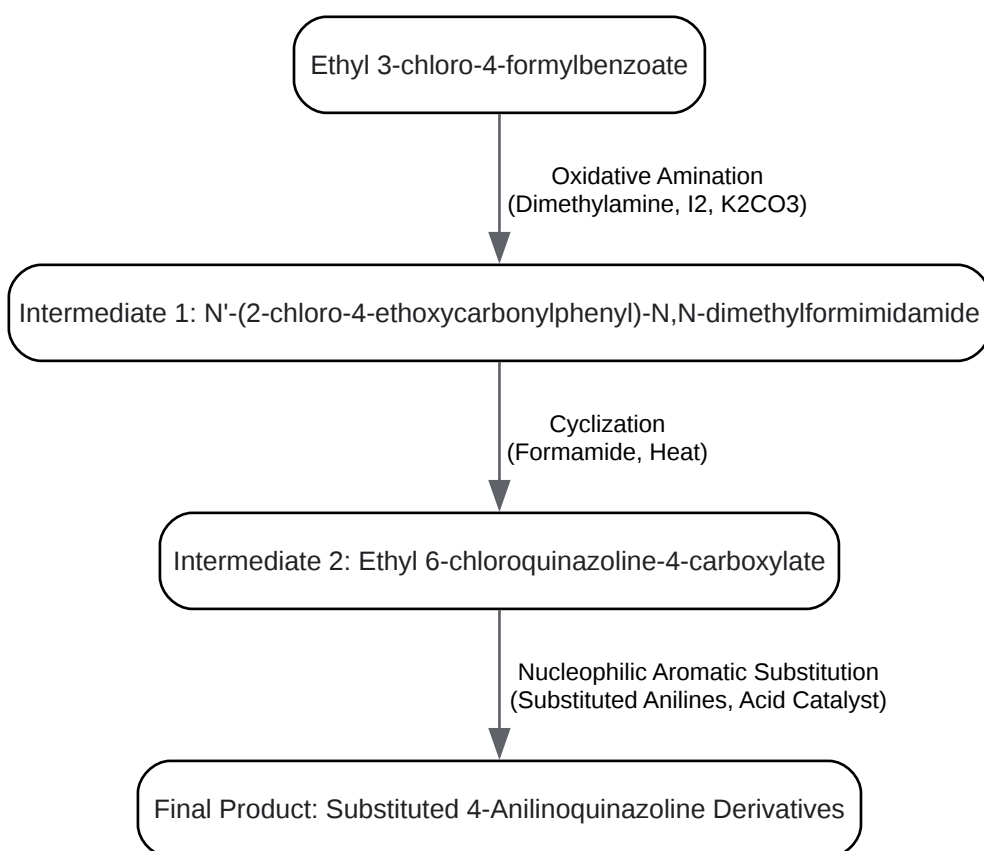 Ethyl 3-chloro-4-formylbenzoate
Oxidative Amination
(Dimethylamine, I2, K2CO3)
Intermediate 1: N'-(2-chloro-4-ethoxycarbonylphenyl)-N,N-dimethylformimidamide
Cyclization
(Formamide, Heat)
Intermediate 2: Ethyl 6-chloroquinazoline-4-carboxylate
Nucleophilic Aromatic Substitution
(Substituted Anilines, Acid Catalyst)
Final Product: Substituted 4-Anilinoquinazoline Derivatives